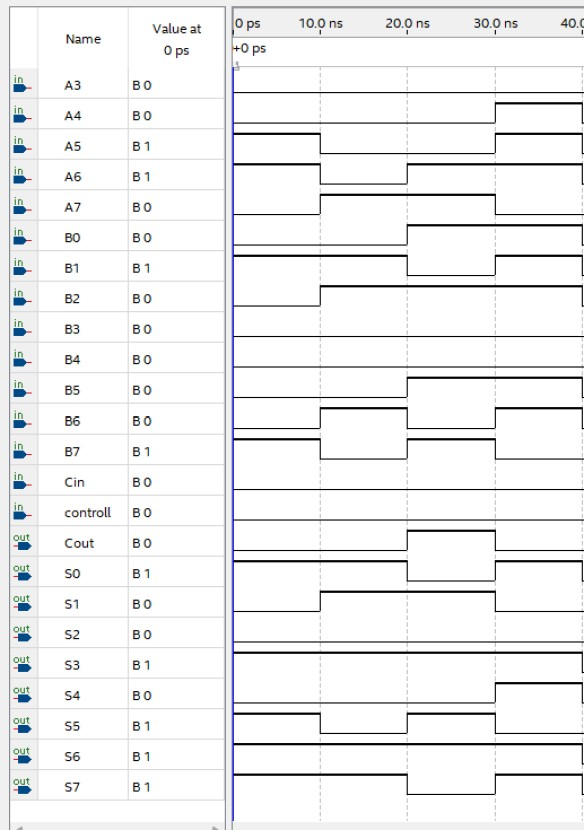 Name Value at 0 ps 0 ps 10.0 ns 20.0 ns 30.0 ns 40.0
+0 ps
in A3 B 0
in A4 B 0
in A5 B 1
in A6 B 1
in A7 B 0
in B0 B 0
in B1 B 1
in B2 B 0
in B3 B 0
in B4 B 0
in B5 B 0
in B6 B 0
in B7 B 1
in Cin B 0
in controll B 0
out Cout B 0
out S0 B 1
out S1 B 0
out S2 B 0
out S3 B 1
out S4 B 0
out S5 B 1
out S6 B 1
out S7 B 1